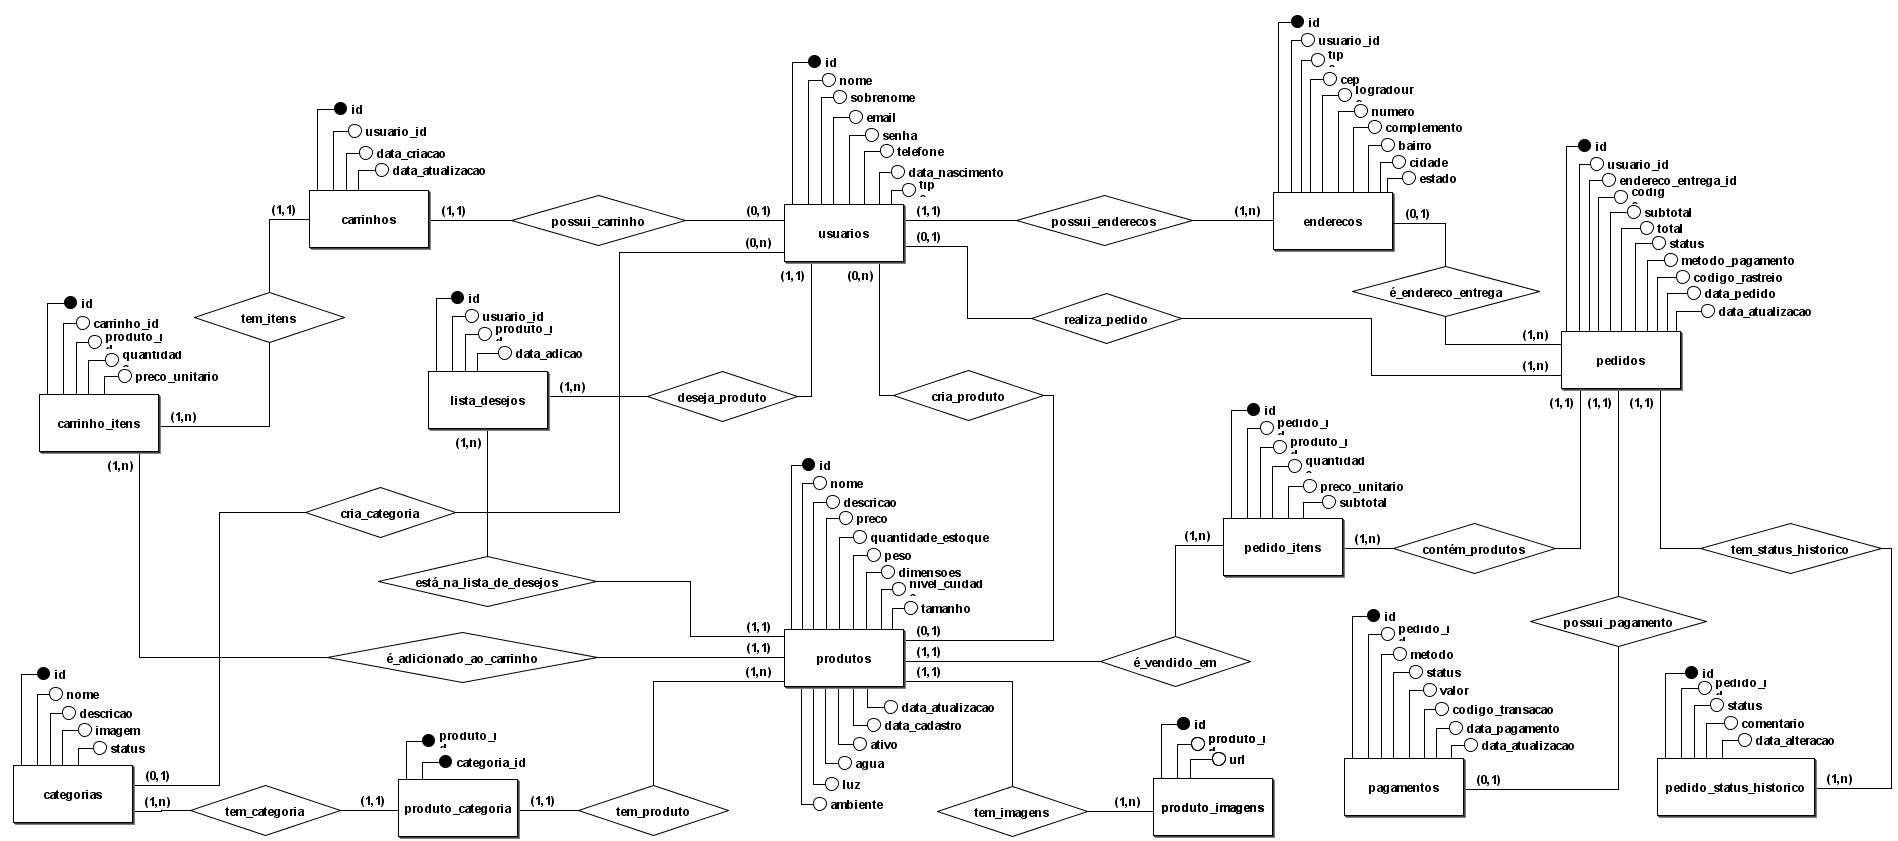 id
usuario_id
data_criacao
data_atualizacao
carrinhos
(1,1)
(1,1)
possui_carrinho
(0,1)
id
nome
sobrenome
email
senha
telefone
data_nascimento
tip
usuarios
(0,n)
(1,1)
(0,n)
(1,1)
(0,1)
possui_enderecos
(1,n)
id
usuario_id
tip
cep
logradour
numero
complemento
bairro
cidade
estado
enderecos
(0,1)
é_endereco_entrega
(1,n)
realiza_pedido
(1,n)
id
usuario_id
endereco_entrega_id
codig
subtotal
total
status
metodo_pagamento
codigo_rastreio
data_pedido
data_atualizacao
pedidos
(1,1)
(1,1)
(1,1)
tem_itens
id
carrinho_id
produto_i
quantidad
preco_unitario
carrinho_itens
(1,n)
(1,n)
id
usuario_id
produto_i
data_adicao
lista_desejos
(1,n)
(1,n)
deseja_produto
cria_produto
cria_categoria
está_na_lista_de_desejos
é_adicionado_ao_carrinho
id
nome
descricao
preco
quantidade_estoque
peso
dimensoes
nivel_cuidad
tamanho
produtos
(1,1)
(1,1)
(1,n)
(0,1)
(1,1)
(1,1)
data_atualizacao
data_cadastro
ativo
agua
luz
ambiente
id
pedido_i
produto_i
quantidad
preco_unitario
subtotal
pedido_itens
(1,n)
(1,n)
contém_produtos
é_vendido_em
tem_status_historico
possui_pagamento
id
nome
descricao
imagem
status
categorias
(0,1)
(1,n)
tem_categoria
produto_i
categoria_id
produto_categoria
(1,1)
(1,1)
tem_produto
tem_imagens
(1,n)
id
produto_i
url
produto_imagens
id
pedido_i
metodo
status
valor
codigo_transacao
data_pagamento
data_atualizacao
pagamentos
(0,1)
id
pedido_i
status
comentario
data_alteracao
pedido_status_historico
(1,n)